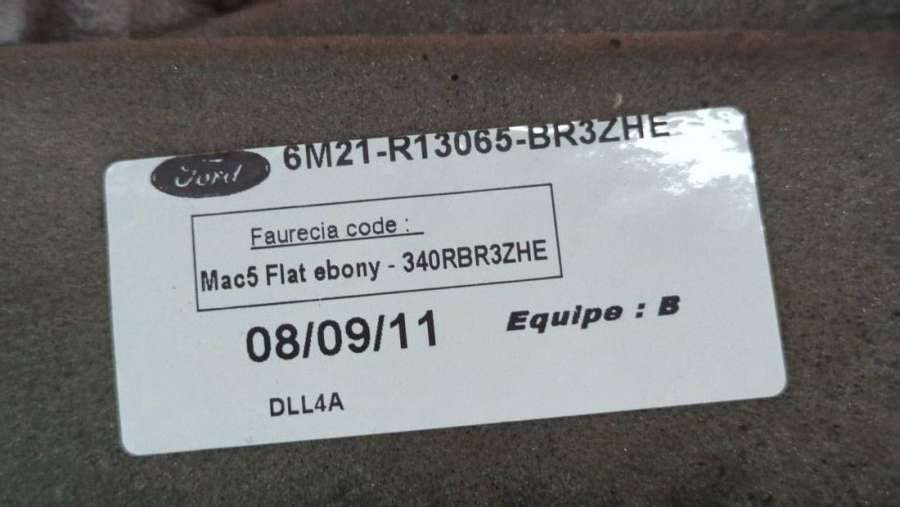 Ford
6M21-R13065-BR3ZHE
Faurecia code :
Mac5 Flat ebony - 340RBR3ZHE
08/09/11
Equipe : B
DLL4A